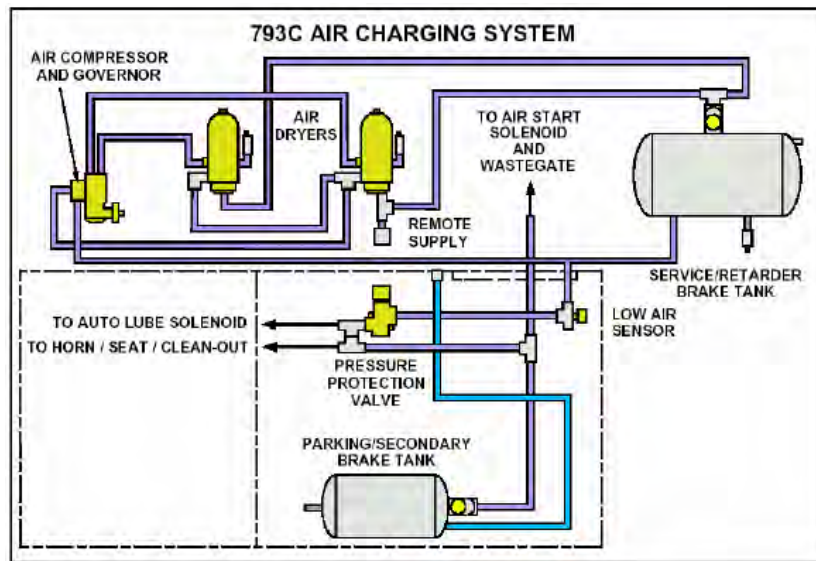 793C AIR CHARGING SYSTEM
AIR COMPRESSOR
AND GOVERNOR
AIR
DRYERS
TO AIR START
SOLENOID
AND
WASTEGATE
REMOTE
SUPPLY
SERVICE/RETARDER
BRAKE TANK
TO AUTO LUBE SOLENOID
LOW AIR
SENSOR
TO HORN / SEAT / CLEAN-OUT
PRESSURE
PROTECTION
VALVE
PARKING/SECONDARY
BRAKE TANK